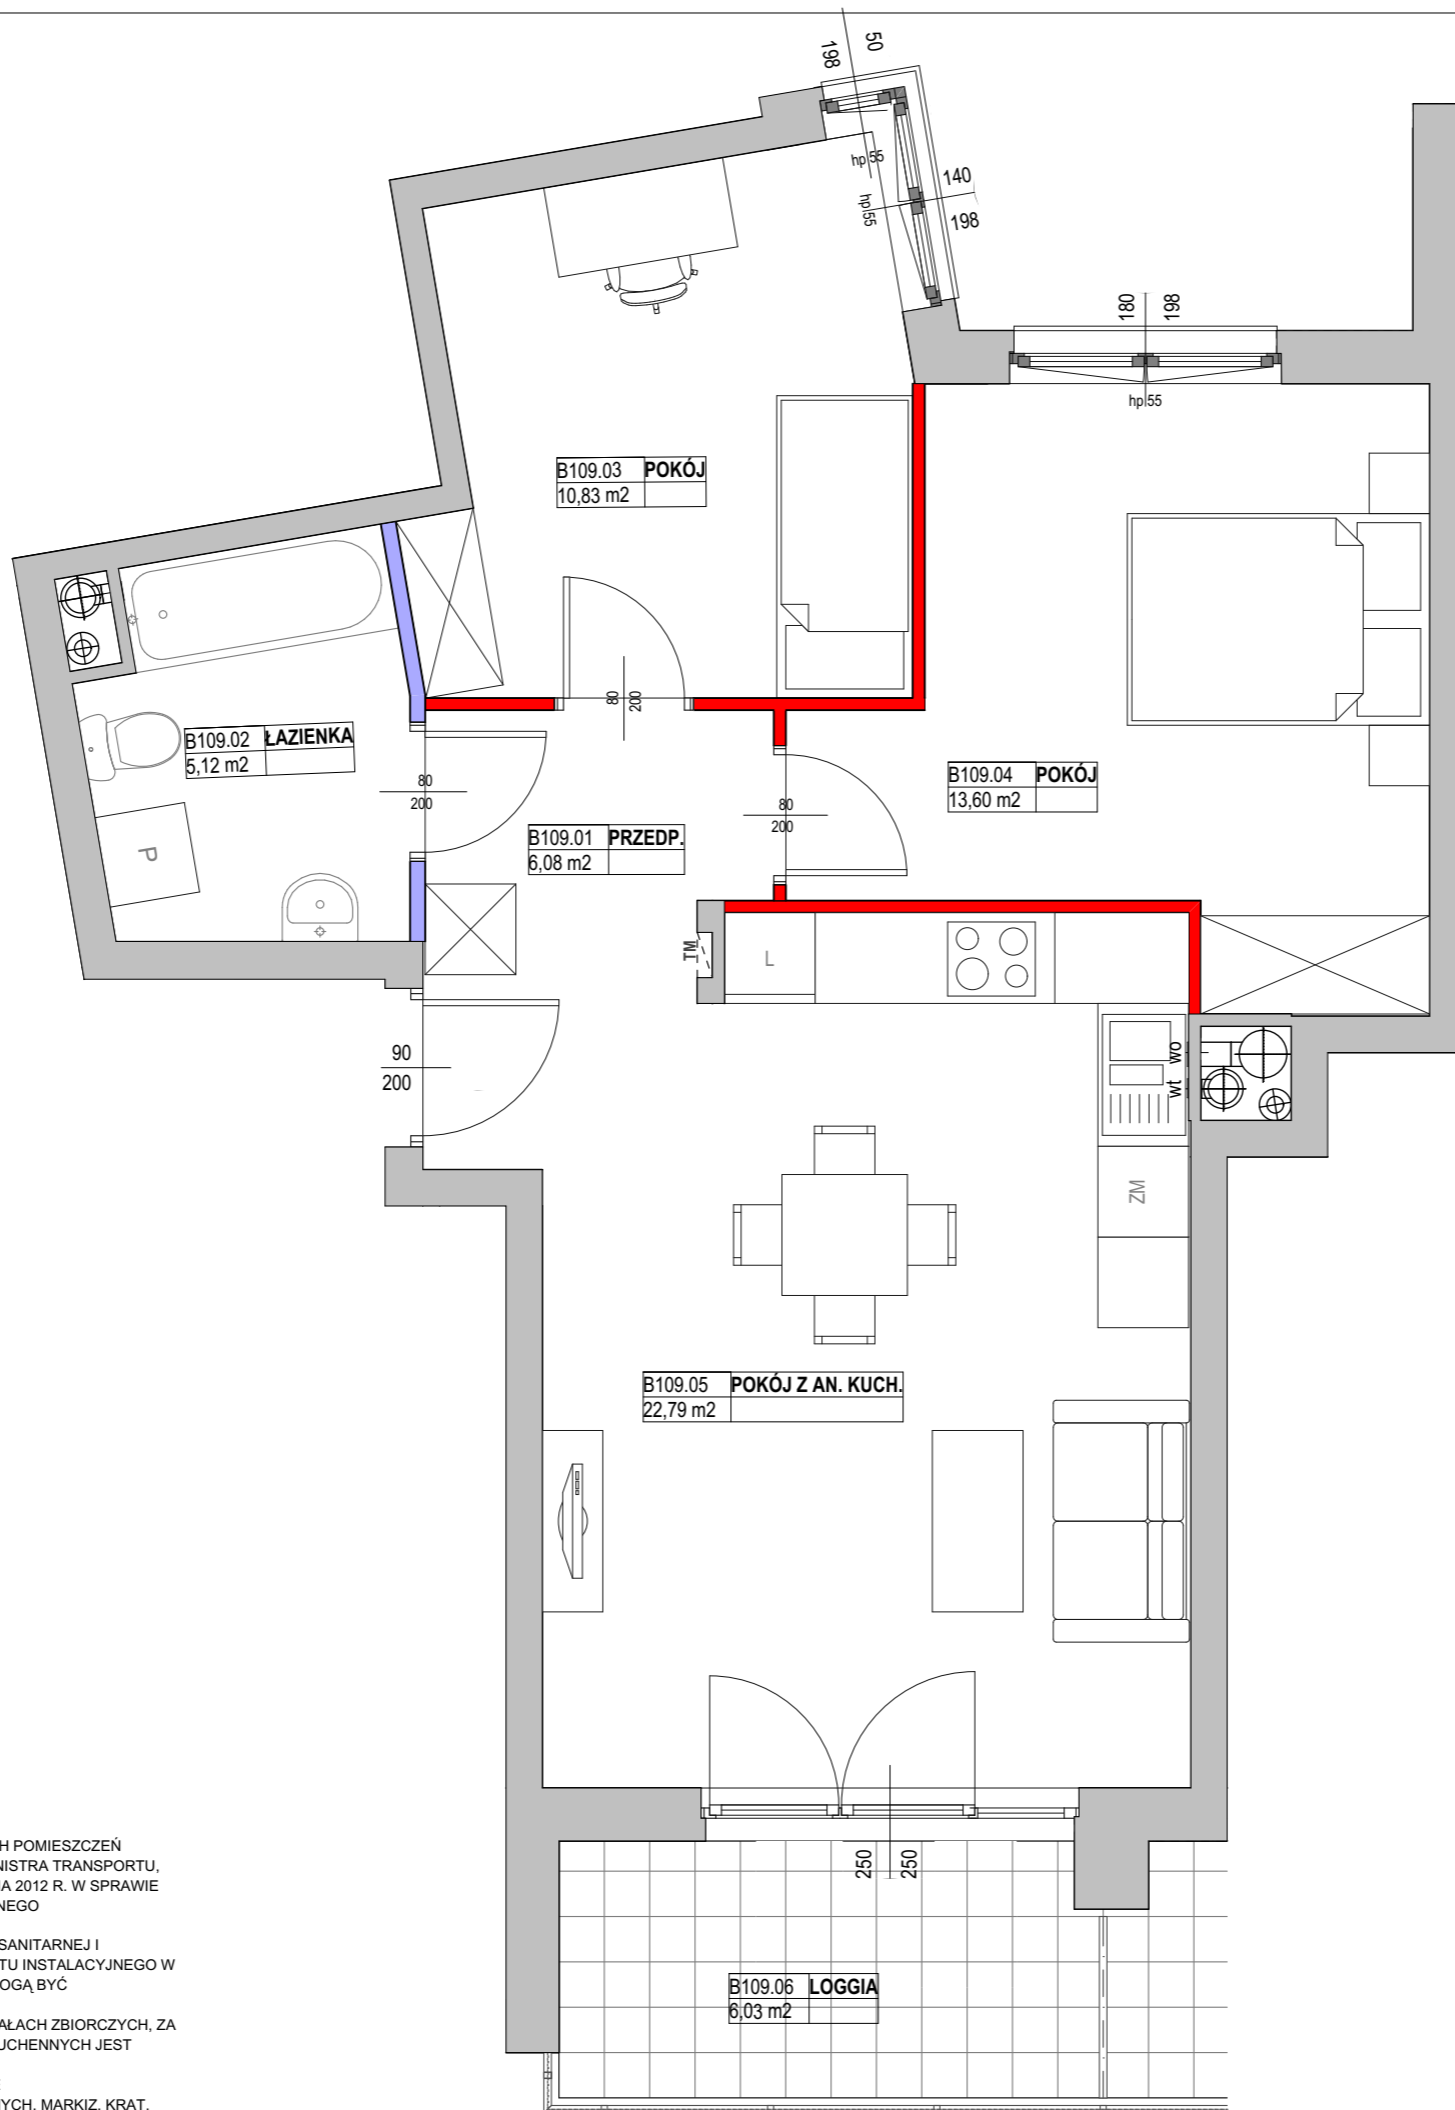 50
198
hp 55
hp 55
140
198
180
198
hp 55
B109.03 POKÓJ
10,83 m2
80
200
B109.02 ŁAZIENKA
5,12 m2
80
200
B109.04 POKÓJ
13,60 m2
80
200
B109.01 PRZEDP.
6,08 m2
P
TM
L
90
200
wo
wt
ZM
B109.05 POKÓJ Z AN. KUCH.
22,79 m2
250
250
B109.06 LOGGIA
6,03 m2
H POMIESZCZEŃ
NISTRA TRANSPORTU,
IA 2012 R. W SPRAWIE
NEGO
SANITARNEJ I
TU INSTALACYJNEGO W
OGĄ BYĆ
AŁACH ZBIORCZYCH, ZA
UCHENNYCH JEST
NYCH, MARKIZ, KRAT,